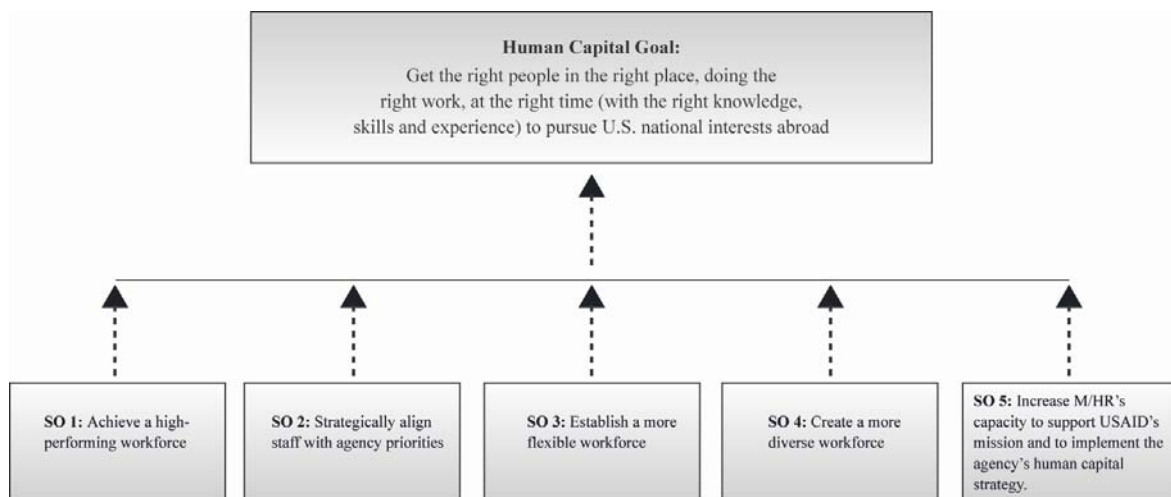 Human Capital Goal:
Get the right people in the right place, doing the
right work, at the right time (with the right knowledge,
skills and experience) to pursue U.S. national interests abroad
SO 1: Achieve a high-
performing workforce
SO 2: Strategically align
staff with agency priorities
SO 3: Establish a more
flexible workforce
SO 4: Create a more
diverse workforce
SO 5: Increase M/HR's
capacity to support USAID's
mission and to implement the
agency's human capital
strategy.